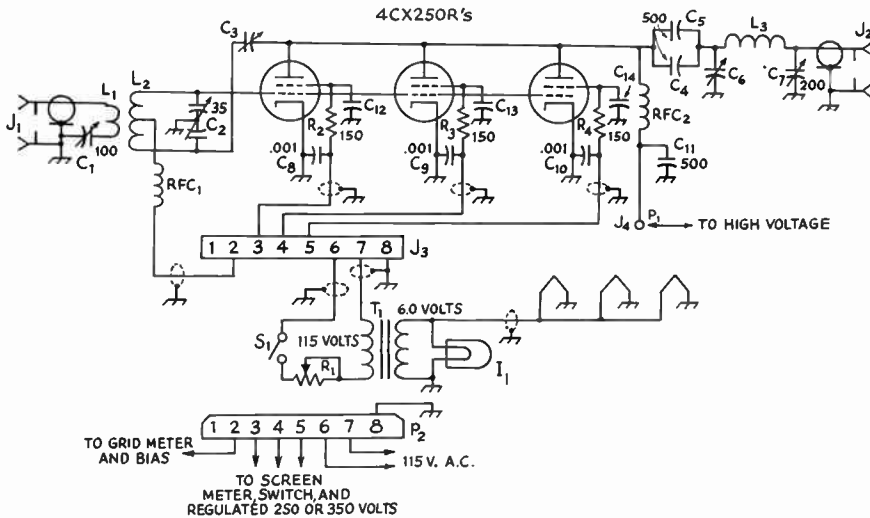 4CX250R's
C3
500
C5
L3
J2
L1
L2
35
C2
J1
100
C1
RFC1
C12
C13
C14
R2
150
R3
150
R4
150
.001
C8
.001
C9
.001
C10
C4
C6
C7
200
RFC2
C11
500
J4
P1
TO HIGH VOLTAGE
1 2 3 4 5 6 7 8
J3
S1
115 VOLTS
R1
T1
6.0 VOLTS
I1
1 2 3 4 5 6 7 8
P2
TO GRID METER
AND BIAS
115 V. A.C.
TO SCREEN
METER, SWITCH, AND
REGULATED 250 OR 350 VOLTS